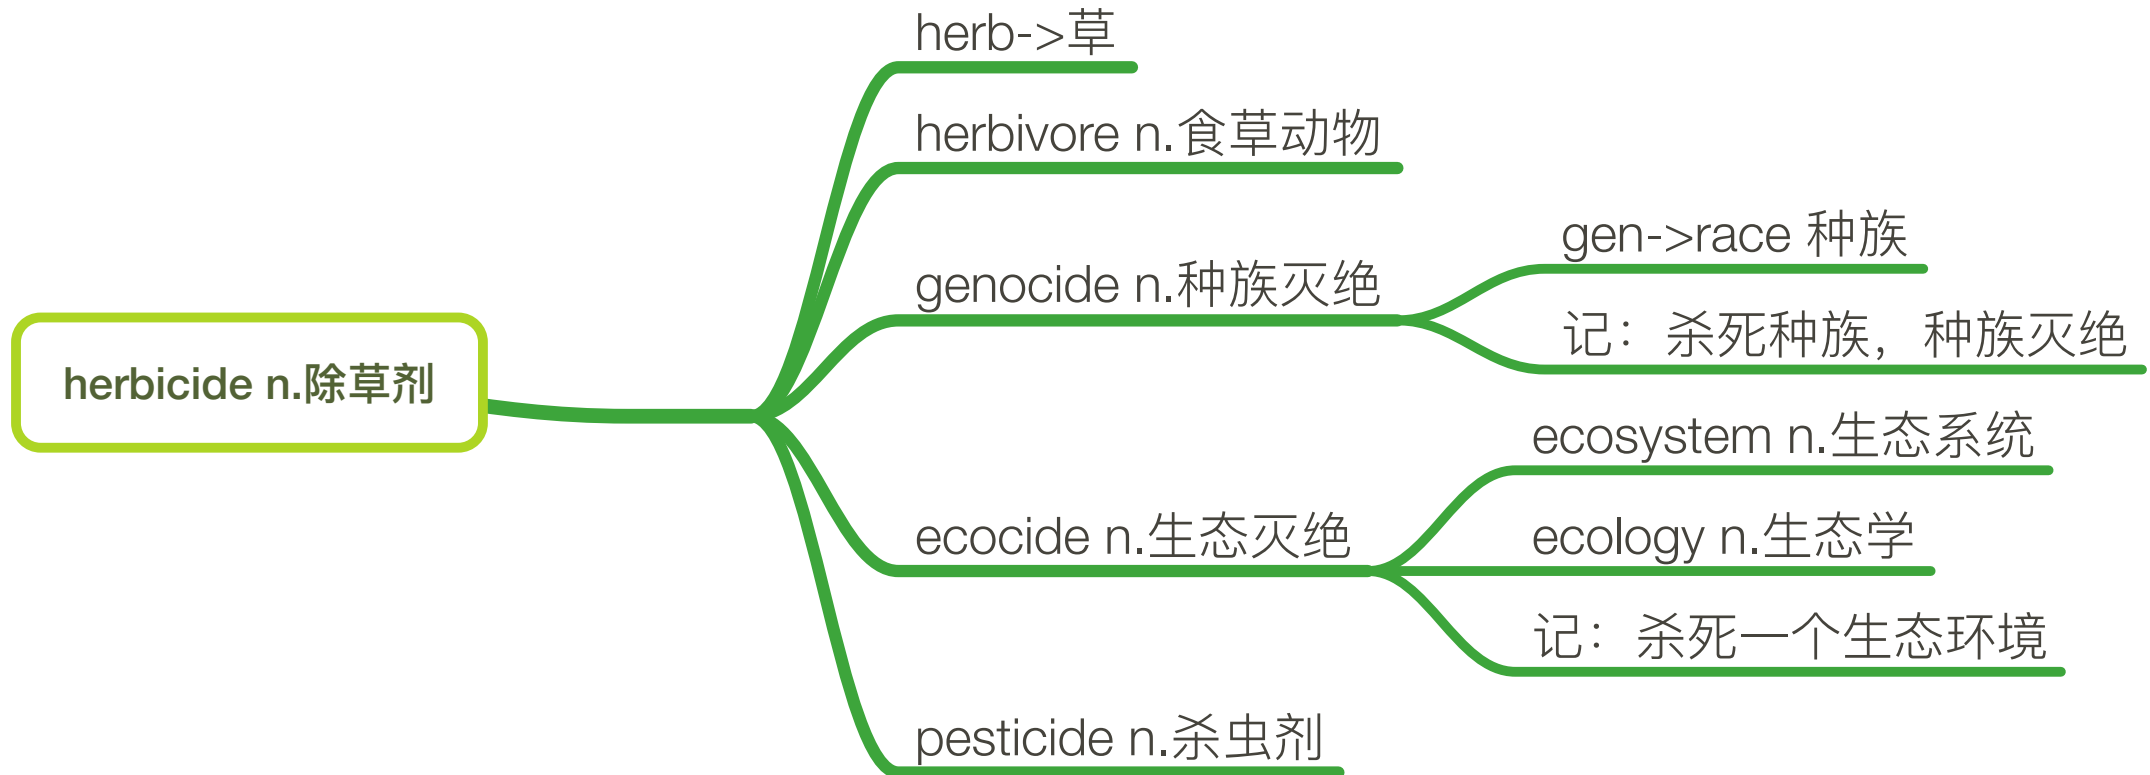 herbicide n.除草剂
herb->草
herbivore n.食草动物
genocide n.种族灭绝
gen->race 种族
记：杀死种族，种族灭绝
ecocide n.生态灭绝
ecosystem n.生态系统
ecology n.生态学
记：杀死一个生态环境
pesticide n.杀虫剂